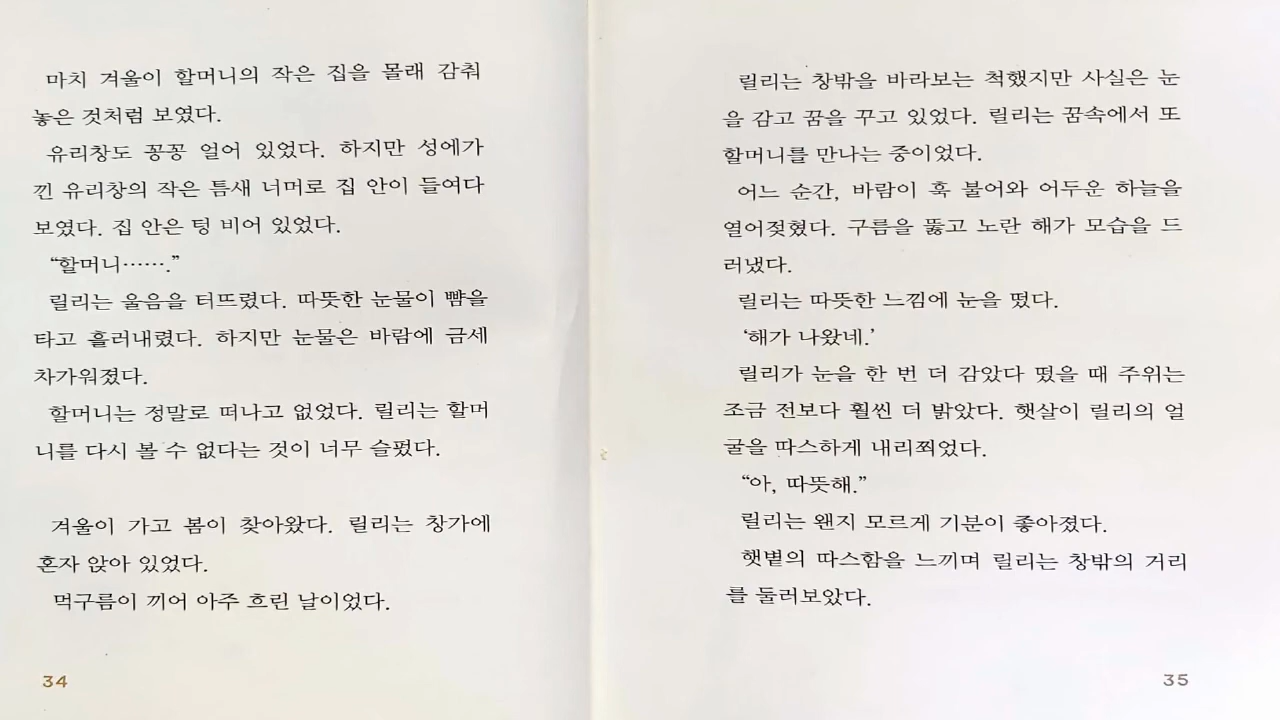 마치 겨울이 할머니의 작은 집을 몰래 감춰
놓은 것처럼 보였다.
유리창도 꽁꽁 얼어 있었다. 하지만 성에가
낀 유리창의 작은 틈새 너머로 집 안이 들여다
보였다. 집 안은 텅 비어 있었다.
“할머니…….”
릴리는 울음을 터뜨렸다. 따뜻한 눈물이 뺨을
타고 흘러내렸다. 하지만 눈물은 바람에 금세
차가워졌다.
할머니는 정말로 떠나고 없었다. 릴리는 할머
니를 다시 볼 수 없다는 것이 너무 슬펐다.
겨울이 가고 봄이 찾아왔다. 릴리는 창가에
혼자 앉아 있었다.
먹구름이 끼어 아주 흐린 날이었다.
34
릴리는 창밖을 바라보는 척했지만 사실은 눈
을 감고 꿈을 꾸고 있었다. 릴리는 꿈속에서 또
할머니를 만나는 중이었다.
어느 순간, 바람이 훅 불어와 어두운 하늘을
열어젖혔다. 구름을 뚫고 노란 해가 모습을 드
러냈다.
릴리는 따뜻한 느낌에 눈을 떴다.
‘해가 나왔네.’
릴리가 눈을 한 번 더 감았다 떴을 때 주위는
조금 전보다 훨씬 더 밝았다. 햇살이 릴리의 얼
굴을 따스하게 내리쬐었다.
“아, 따뜻해.”
릴리는 왠지 모르게 기분이 좋아졌다.
햇볕의 따스함을 느끼며 릴리는 창밖의 거리
를 둘러보았다.
35